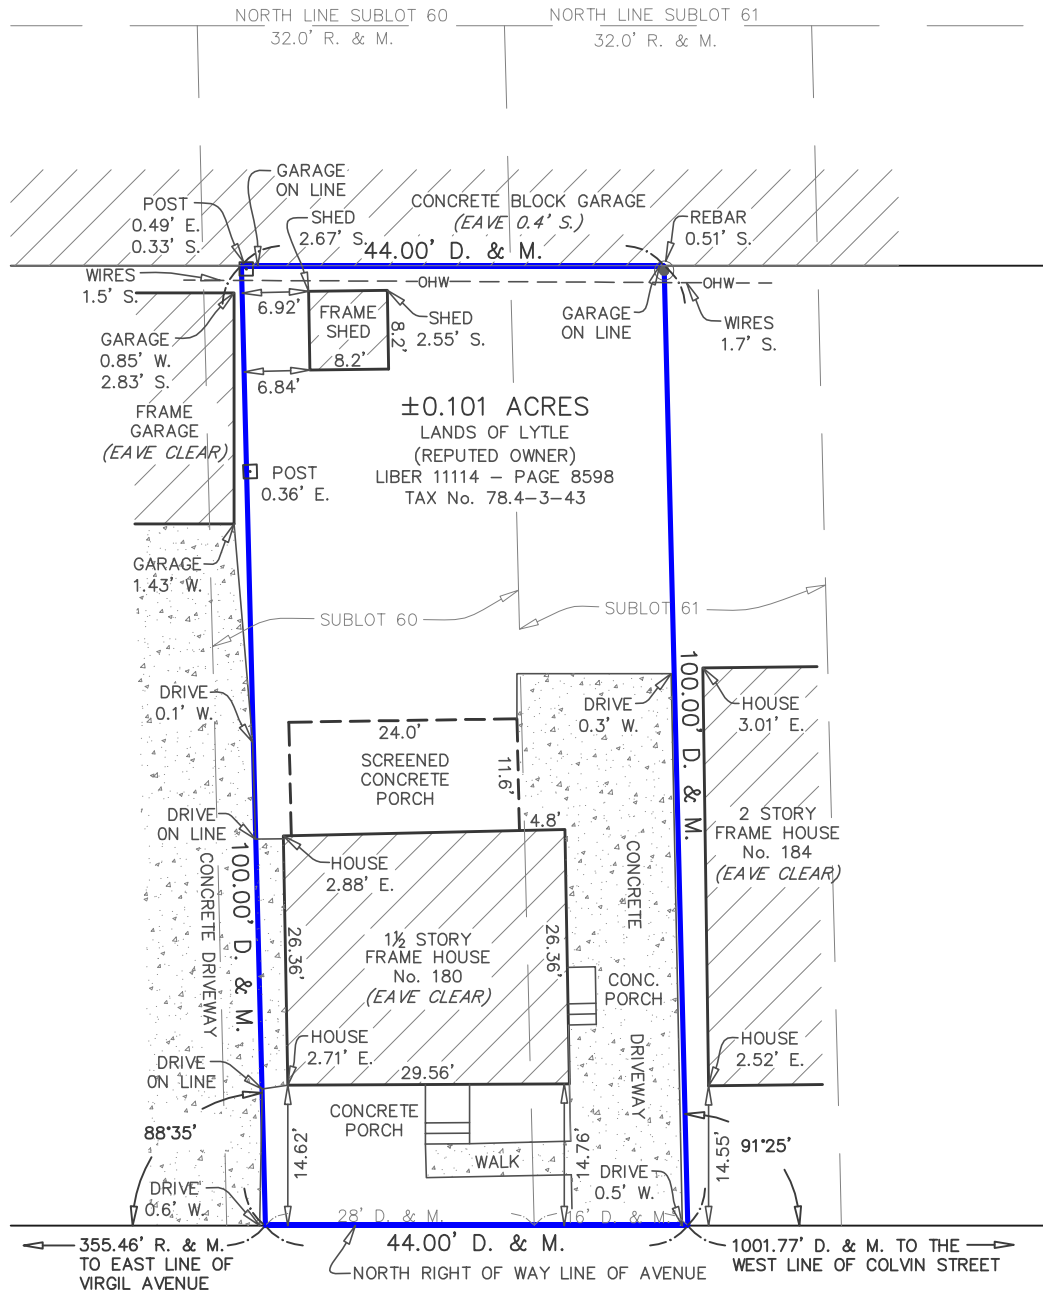 NORTH LINE SUBLOT 60
32.0' R. & M.
NORTH LINE SUBLOT 61
32.0' R. & M.
GARAGE
ON LINE
POST
0.49' E.
0.33' S.
SHED
2.67' S.
CONCRETE BLOCK GARAGE
(EAVE 0.4' S.)
REBAR
0.51' S.
44.00' D. & M.
WIRES
1.5' S.
OHW
OHW
6.92'
FRAME
SHED
8.2'
8.2'
SHED
2.55' S.
GARAGE
ON LINE
WIRES
1.7' S.
GARAGE
0.85' W.
2.83' S.
6.84'
FRAME
GARAGE
(EAVE CLEAR)
±0.101 ACRES
LANDS OF LYTLE
(REPUTED OWNER)
LIBER 11114 – PAGE 8598
TAX No. 78.4–3–43
POST
0.36' E.
GARAGE
1.43' W.
SUBLOT 60
SUBLOT 61
100.00' D. & M.
DRIVE
0.1' W.
DRIVE
0.3' W.
HOUSE
3.01' E.
24.0'
SCREENED
CONCRETE
PORCH
11.6'
4.8'
DRIVE
ON LINE
2 STORY
FRAME HOUSE
No. 184
(EAVE CLEAR)
HOUSE
2.88' E.
CONCRETE DRIVEWAY
100.00' D. & M.
26.36'
1½ STORY
FRAME HOUSE
No. 180
(EAVE CLEAR)
26.36'
CONCRETE
DRIVEWAY
CONC.
PORCH
HOUSE
2.71' E.
29.56'
HOUSE
2.52' E.
DRIVE
ON LINE
CONCRETE
PORCH
88°35'
14.62'
WALK
14.76'
14.55'
91°25'
DRIVE
0.6' W.
DRIVE
0.5' W.
28' D. & M.
16' D. & M.
355.46' R. & M.
TO EAST LINE OF
VIRGIL AVENUE
44.00' D. & M.
NORTH RIGHT OF WAY LINE OF AVENUE
1001.77' D. & M. TO THE
WEST LINE OF COLVIN STREET